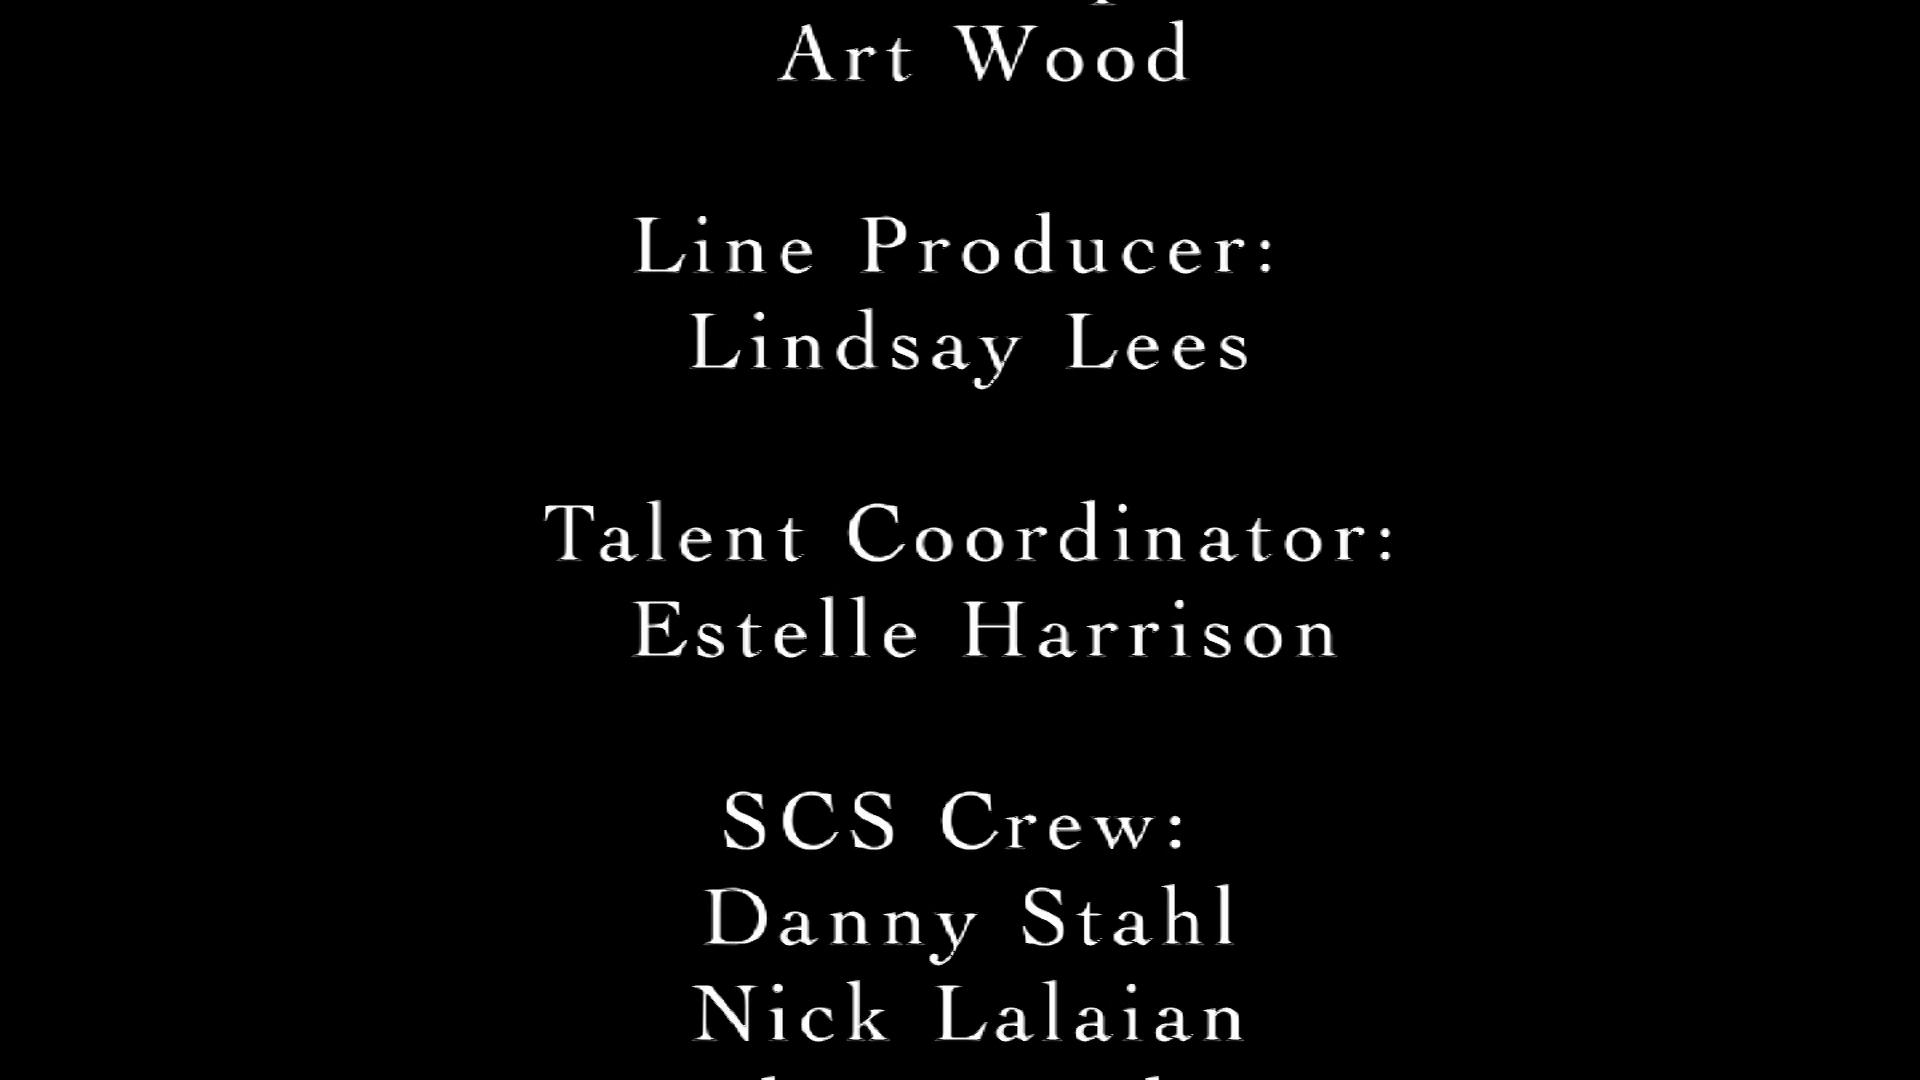 Art Wood
Line Producer:
Lindsay Lees
Talent Coordinator:
Estelle Harrison
SCS Crew:
Danny Stahl
Nick Lalaian